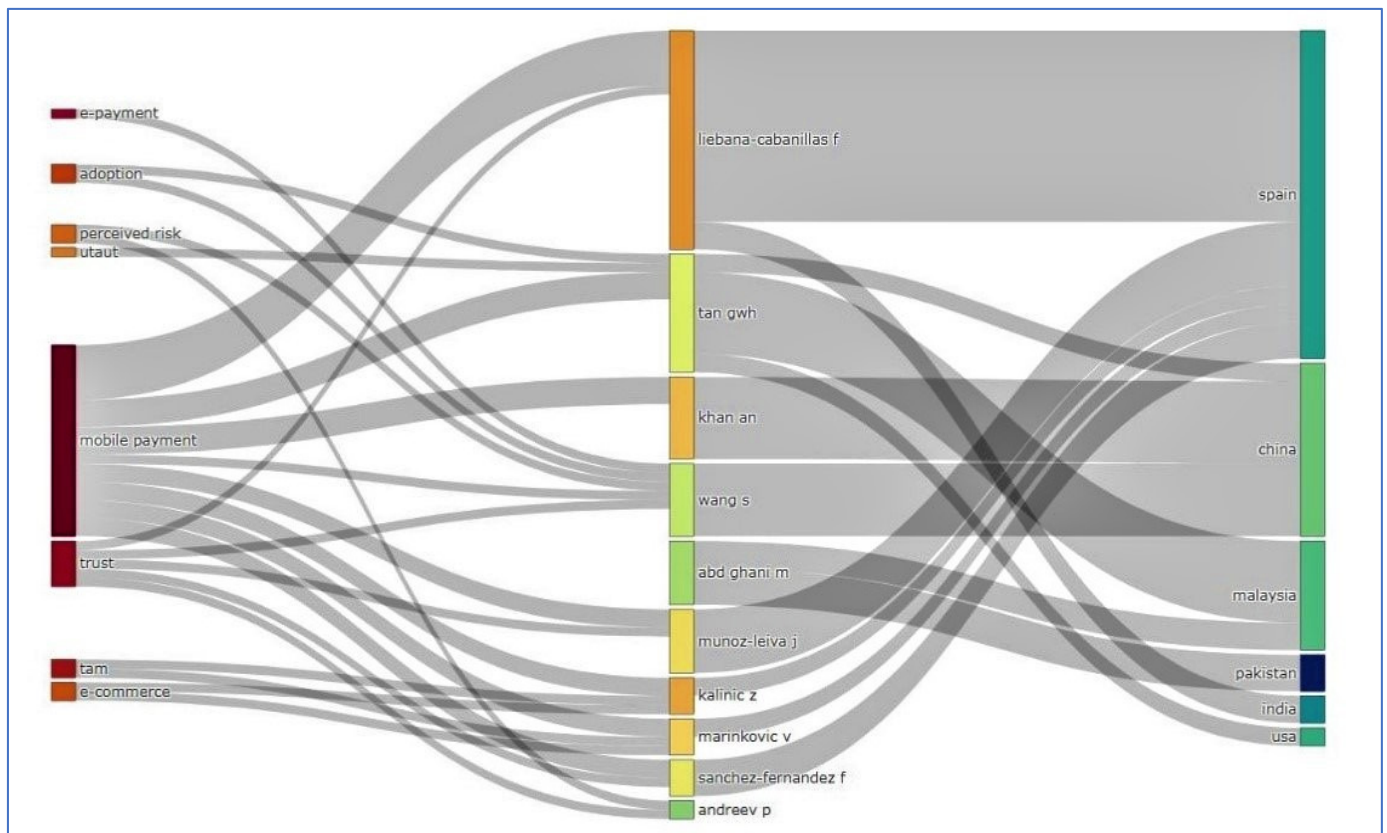 e-payment
adoption
perceived risk
utaut
mobile payment
trust
tam
e-commerce
liebana-cabanillas f
tan gwh
khan an
wang s
abd ghani m
munoz-leiva j
kalinic z
marinkovic v
sanchez-fernandez f
andreev p
spain
china
malaysia
pakistan
india
usa